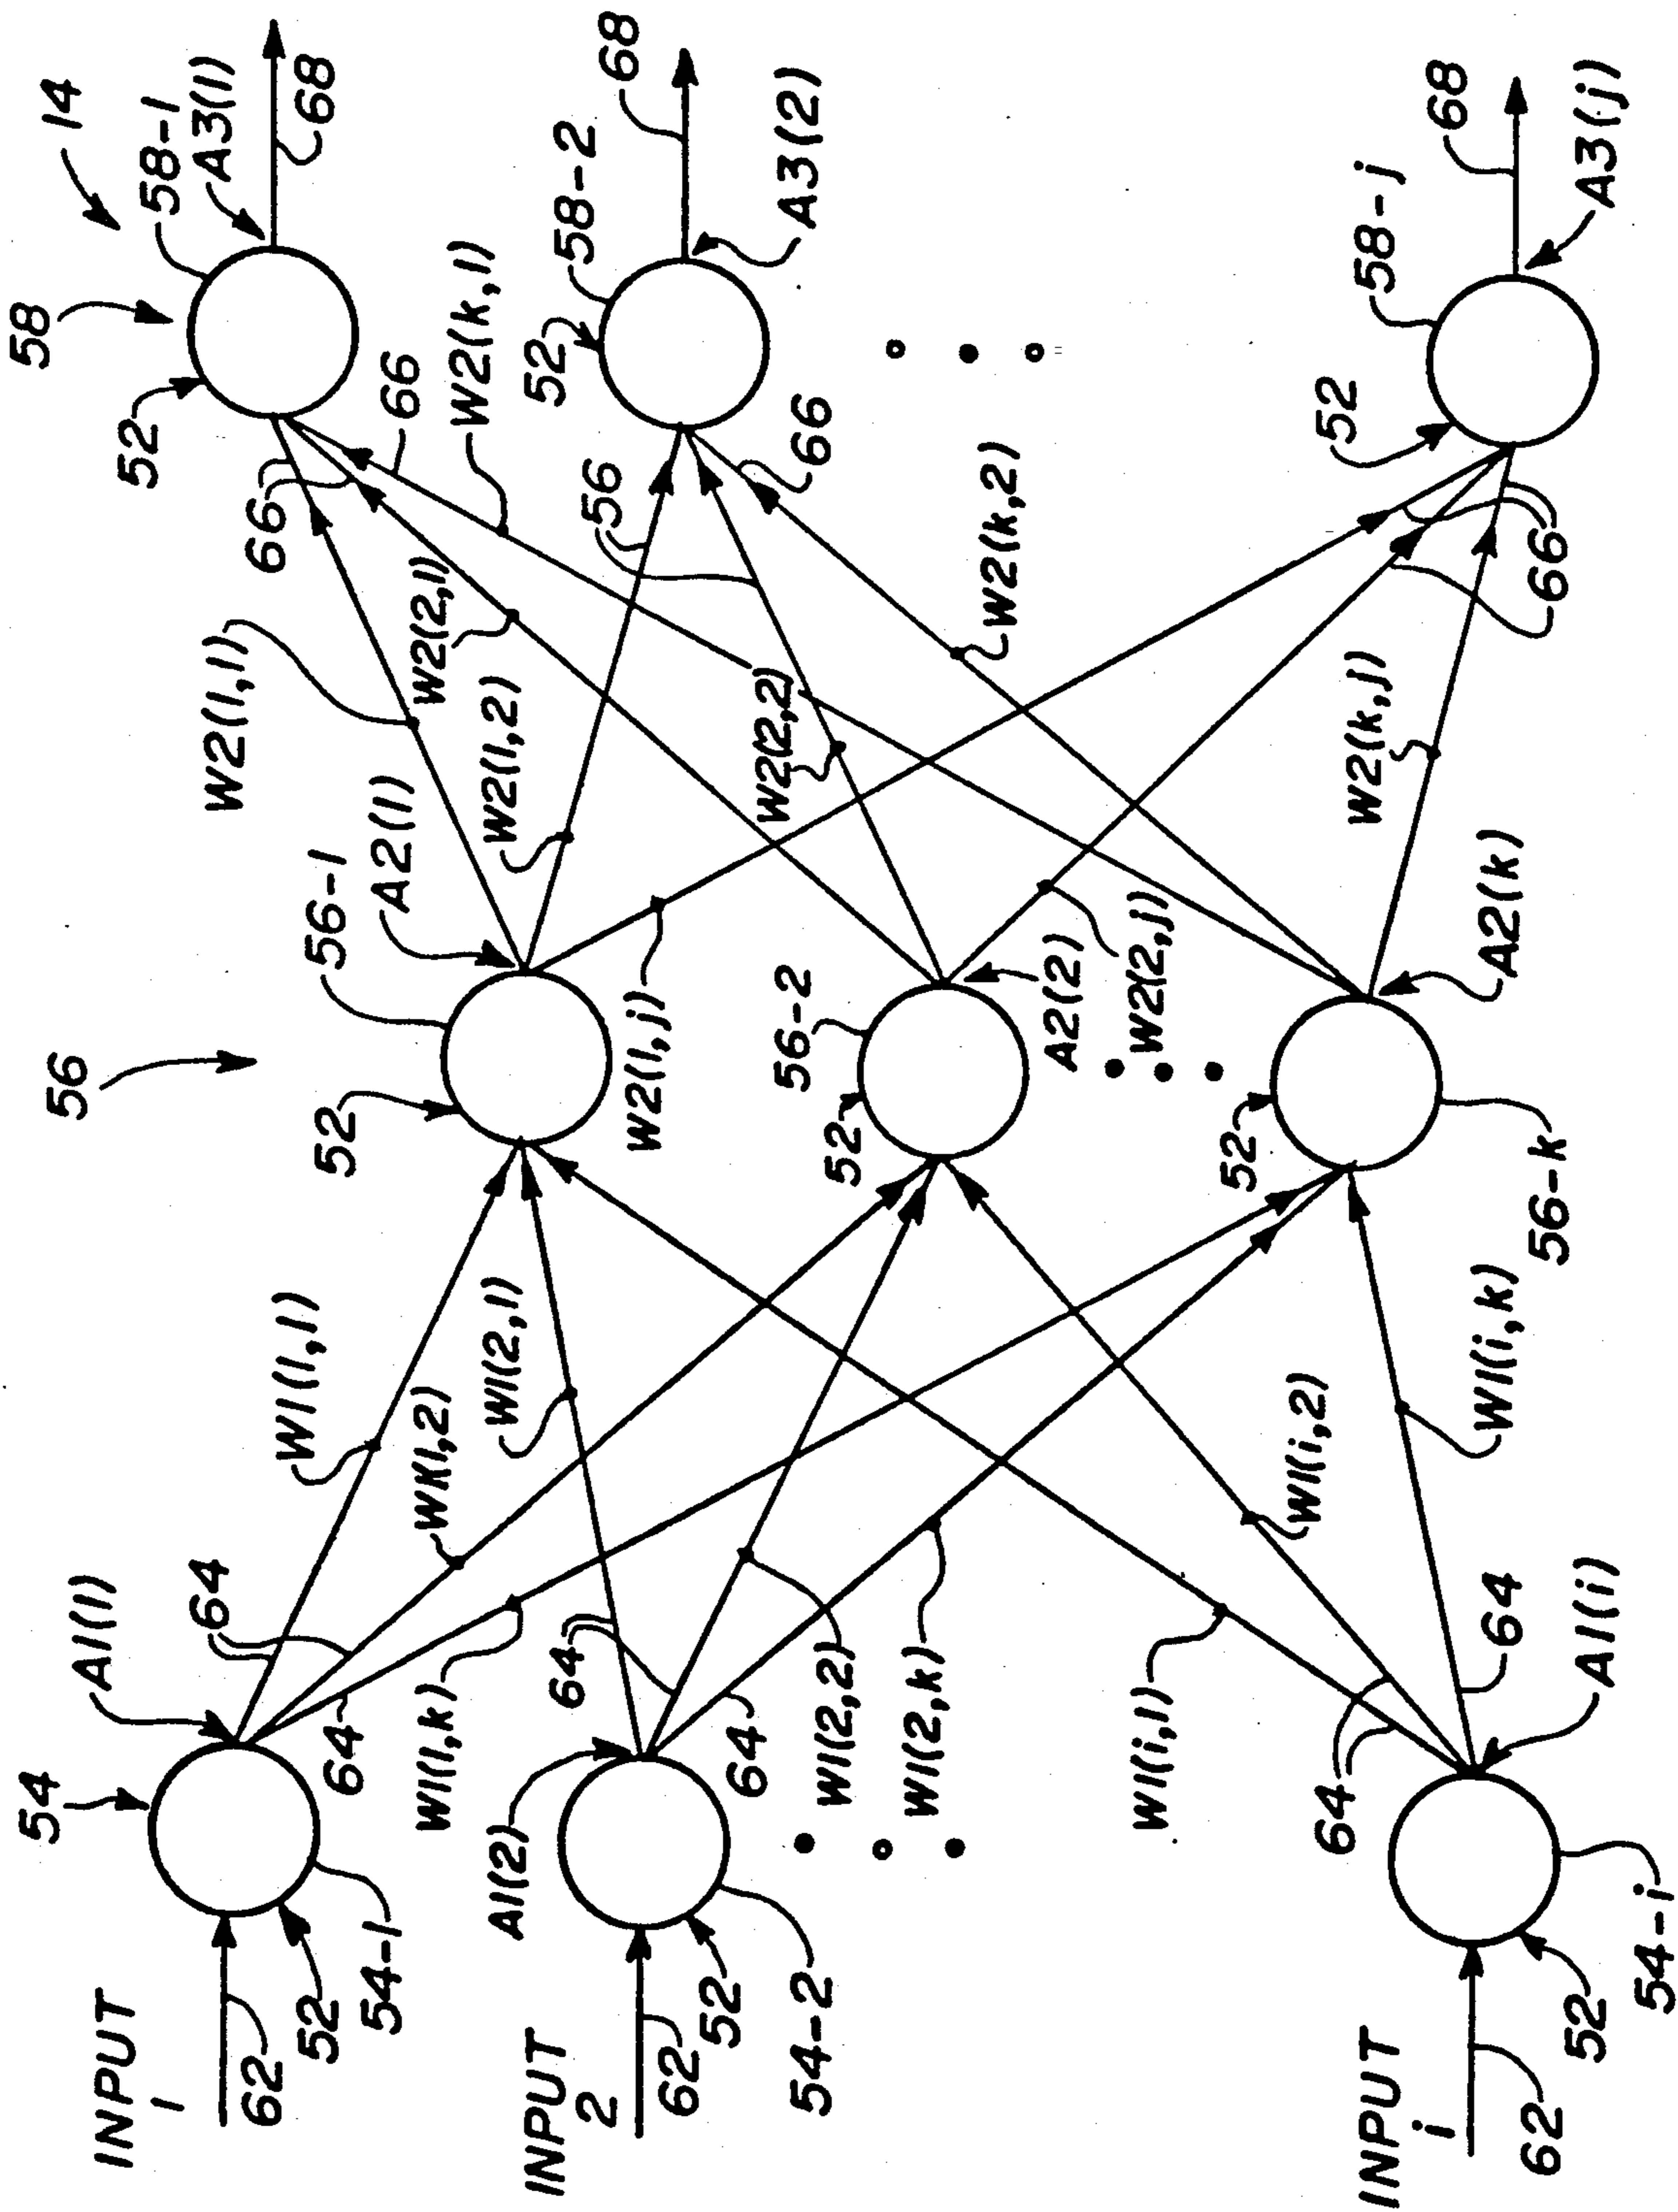 54
58
56
14
A1(1)
INPUT
1
58-1
52
A3(1)
64
W2(1,1)
62
66
W1(1,1)
68
52
52
56-1
64
54-1
A2(1)
66
W1(1,2)
W1(1,k)
W2(2,1)
W2(k,1)
A1(2)
W1(2,1)
W2(1,2)
INPUT
2
52
58-2
64
56
68
W2(1,j)
62
52
64
W2(2,2)
56-2
A3(2)
54-2
66
W1(2,2)
52
W1(2,k)
W2(k,2)
A2(2)
W2(2,j)
W1(i,1)
52
W1(i,2)
64
52
W2(k,j)
58-j
INPUT
i
68
64
W1(i,k)
A2(k)
62
56-k
66
52
A1(i)
A3(j)
54-i